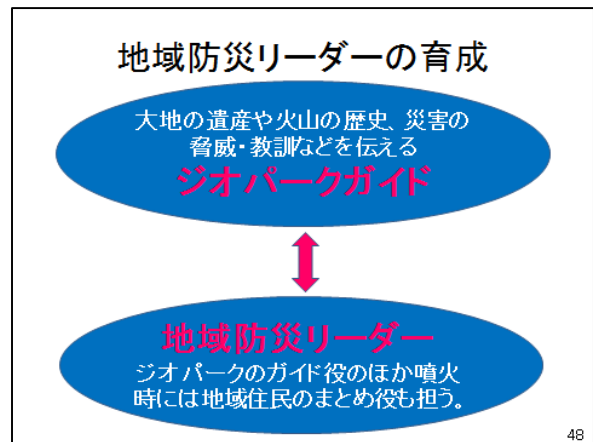 地域防災リーダーの育成
大地の遺産や火山の歴史、災害の
脅威・教訓などを伝える
ジオパークガイド
地域防災リーダー
ジオパークのガイド役のほか噴火
時には地域住民のまとめ役も担う。
48